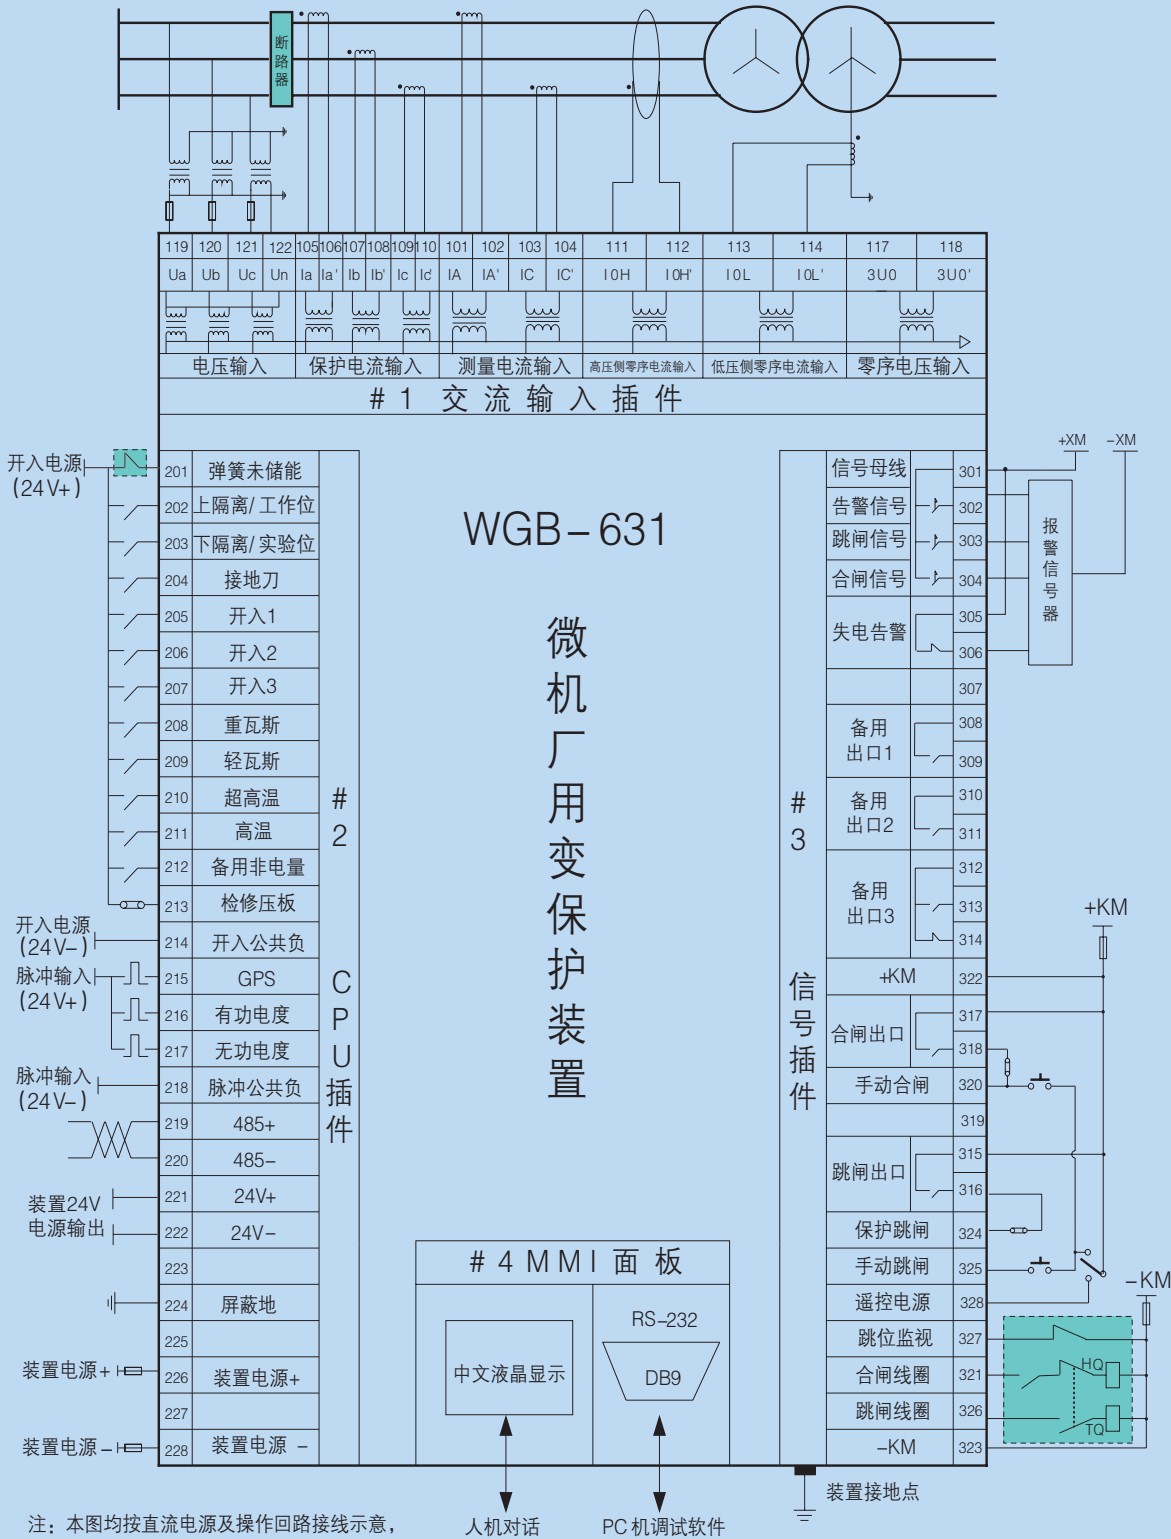 断路器
119 120 121 122 105 106 107 108 109 110 101 102 103 104 111 112 113 114 117 118
Ua Ub Uc Un Ia Ia' Ib Ib' Ic Ic' IA IA' IC IC' I0H I0H' I0L I0L' 3U0 3U0'
电压输入 保护电流输入 测量电流输入 高压侧零序电流输入 低压侧零序电流输入 零序电压输入
#1 交流输入插件
WGB-631
微机厂用变保护装置
开入电源
(24V+)
201 弹簧未储能
202 上隔离/工作位
203 下隔离/实验位
204 接地刀
205 开入1
206 开入2
207 开入3
208 重瓦斯
209 轻瓦斯
210 超高温
211 高温
212 备用非电量
213 检修压板
开入电源
(24V-)
214 开入公共负
脉冲输入
(24V+)
215 GPS
216 有功电度
217 无功电度
脉冲输入
(24V-)
218 脉冲公共负
219 485+
220 485-
装置24V
电源输出
221 24V+
222 24V-
223
224 屏蔽地
225
装置电源+
226 装置电源+
227
装置电源-
228 装置电源 -
#2 CPU插件
#3 信号插件
信号母线 301
告警信号 302
跳闸信号 303
合闸信号 304
失电告警 305
306
307
备用
出口1
308
309
备用
出口2
310
311
备用
出口3
312
313
314
+KM 322
合闸出口 317
318
手动合闸 320
319
跳闸出口 315
316
保护跳闸 324
手动跳闸 325
遥控电源 328
跳位监视 327
合闸线圈 321
跳闸线圈 326
-KM 323
+XM -XM
报警信号器
+KM
-KM
HQ
TQ
#4MMI面板
中文液晶显示
RS-232
DB9
人机对话
PC机调试软件
装置接地点
注：本图均按直流电源及操作回路接线示意，